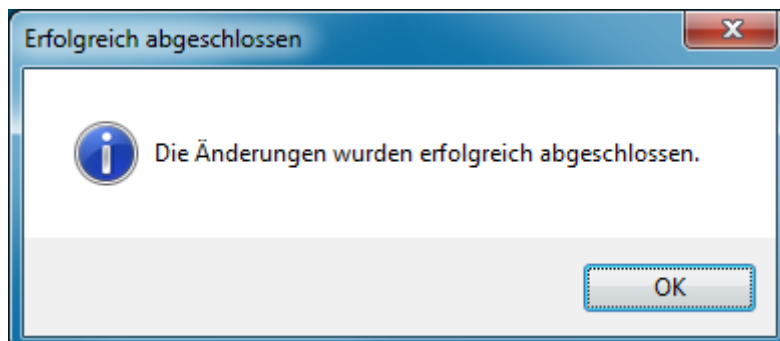 Erfolgreich abgeschlossen
Die Änderungen wurden erfolgreich abgeschlossen.
OK